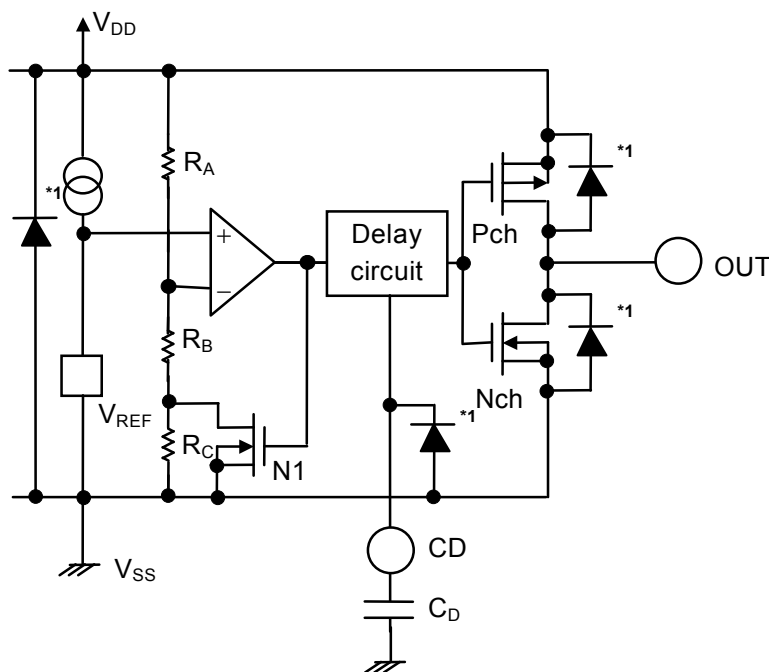 VDD
RA
*1
*1
+
Delay
circuit
Pch
−
OUT
RB
*1
VREF
Nch
*1
RC
N1
VSS
CD
CD